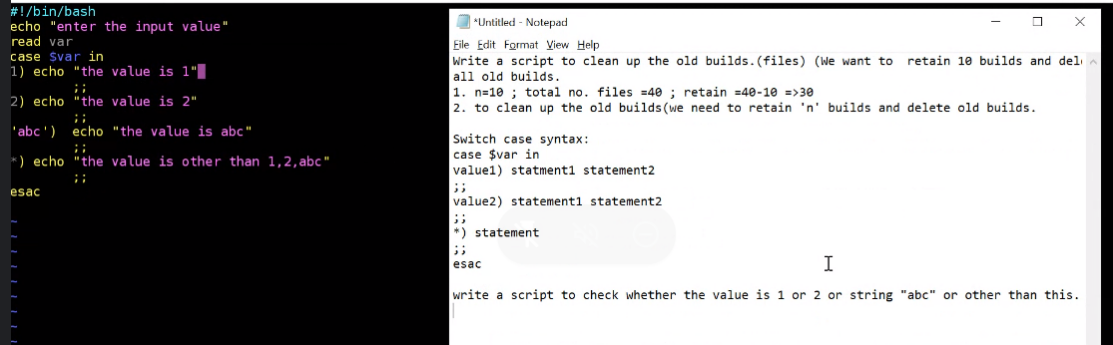 #!/bin/bash
echo "enter the input value"
read var
case $var in
1) echo "the value is 1"
;;
2) echo "the value is 2"
;;
'abc') echo "the value is abc"
;;
*) echo "the value is other than 1,2,abc"
;;
esac
~
~
~
~
~
~
~
~
~
*Untitled - Notepad
File Edit Format View Help
Write a script to clean up the old builds.(files) (We want to retain 10 builds and del
all old builds.
1. n=10 ; total no. files =40 ; retain =40-10 =>30
2. to clean up the old builds(we need to retain 'n' builds and delete old builds.
Switch case syntax:
case $var in
value1) statment1 statement2
;;
value2) statement1 statement2
;;
*) statement
;;
esac
write a script to check whether the value is 1 or 2 or string "abc" or other than this.